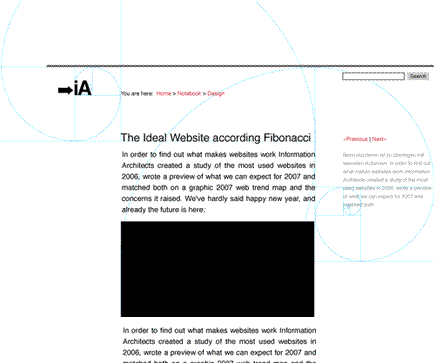 Search
➡iA
You are here: Home > Notebook > Design
The Ideal Website according Fibonacci
In order to find out what makes websites work Information
Architects created a study of the most used websites in
2006, wrote a preview of what we can expect for 2007 and
matched both on a graphic 2007 web trend map and the
concerns it raised. We've hardly said happy new year, and
already the future is here:
<Previous | Next>
In order to find
out what makes websites work Information
Architects created a study of the most used
websites in 2006, wrote a preview
of what we can expect for 2007 and
matched both
In order to find out what makes websites work Information
Architects created a study of the most used websites in
2006, wrote a preview of what we can expect for 2007 and
matched both on a graphic 2007 web trend map and the